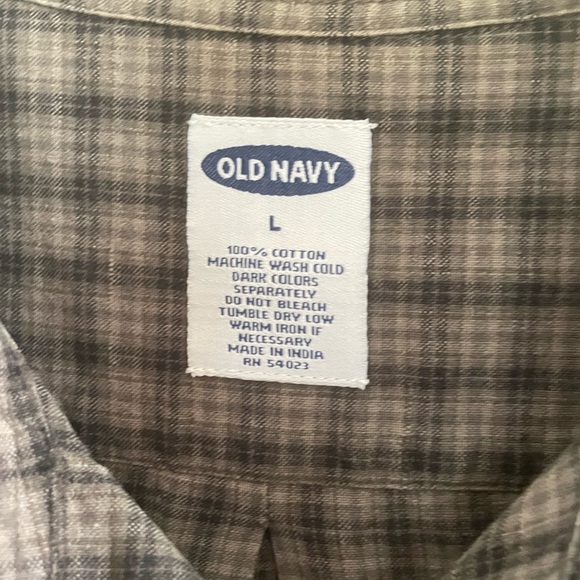 OLD NAVY
L
100% COTTON
MACHINE WASH COLD
DARK COLORS
SEPARATELY
DO NOT BLEACH
TUMBLE DRY LOW
WARM IRON IF
NECESSARY
MADE IN INDIA
RN 54023